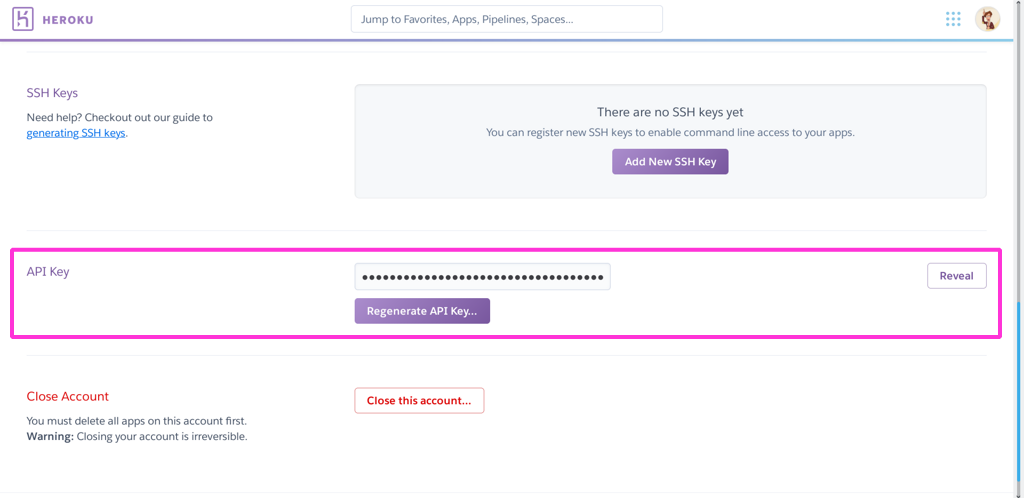 HEROKU
Jump to Favorites, Apps, Pipelines, Spaces...
SSH Keys
Need help? Checkout out our guide to
generating SSH keys.
There are no SSH keys yet
You can register new SSH keys to enable command line access to your apps.
Add New SSH Key
API Key
•••••••••••••••••••••••••••••••••••• 
Reveal
Regenerate API Key...
Close Account
You must delete all apps on this account first.
Warning: Closing your account is irreversible.
Close this account...